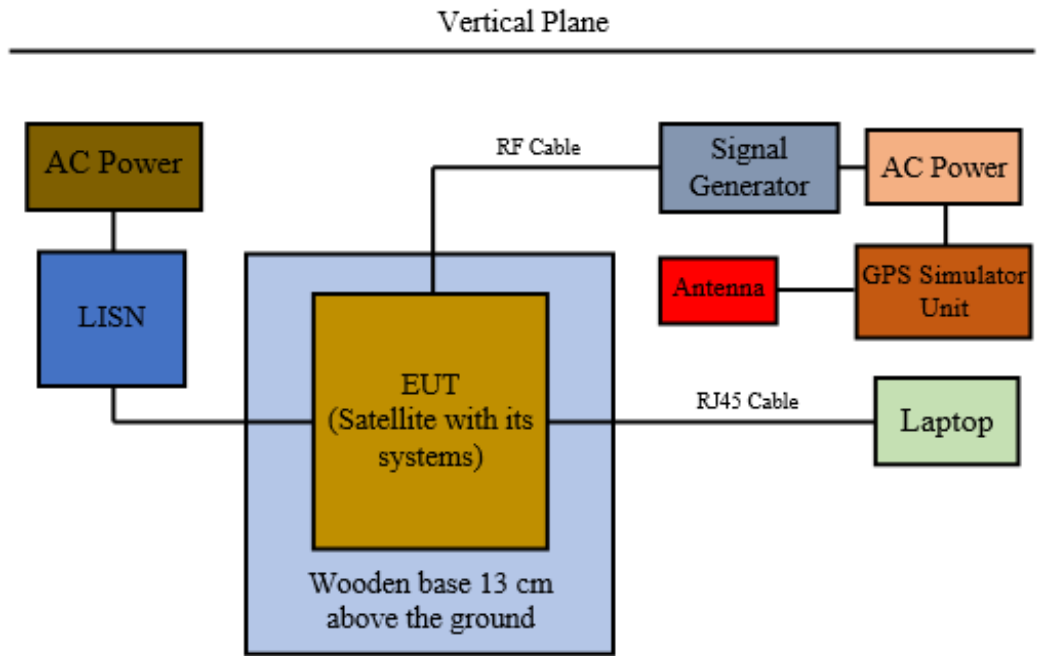 Vertical Plane
AC Power
RF Cable
Signal
Generator
AC Power
LISN
Antenna
GPS Simulator
Unit
EUT
(Satellite with its
systems)
RJ45 Cable
Laptop
Wooden base 13 cm
above the ground